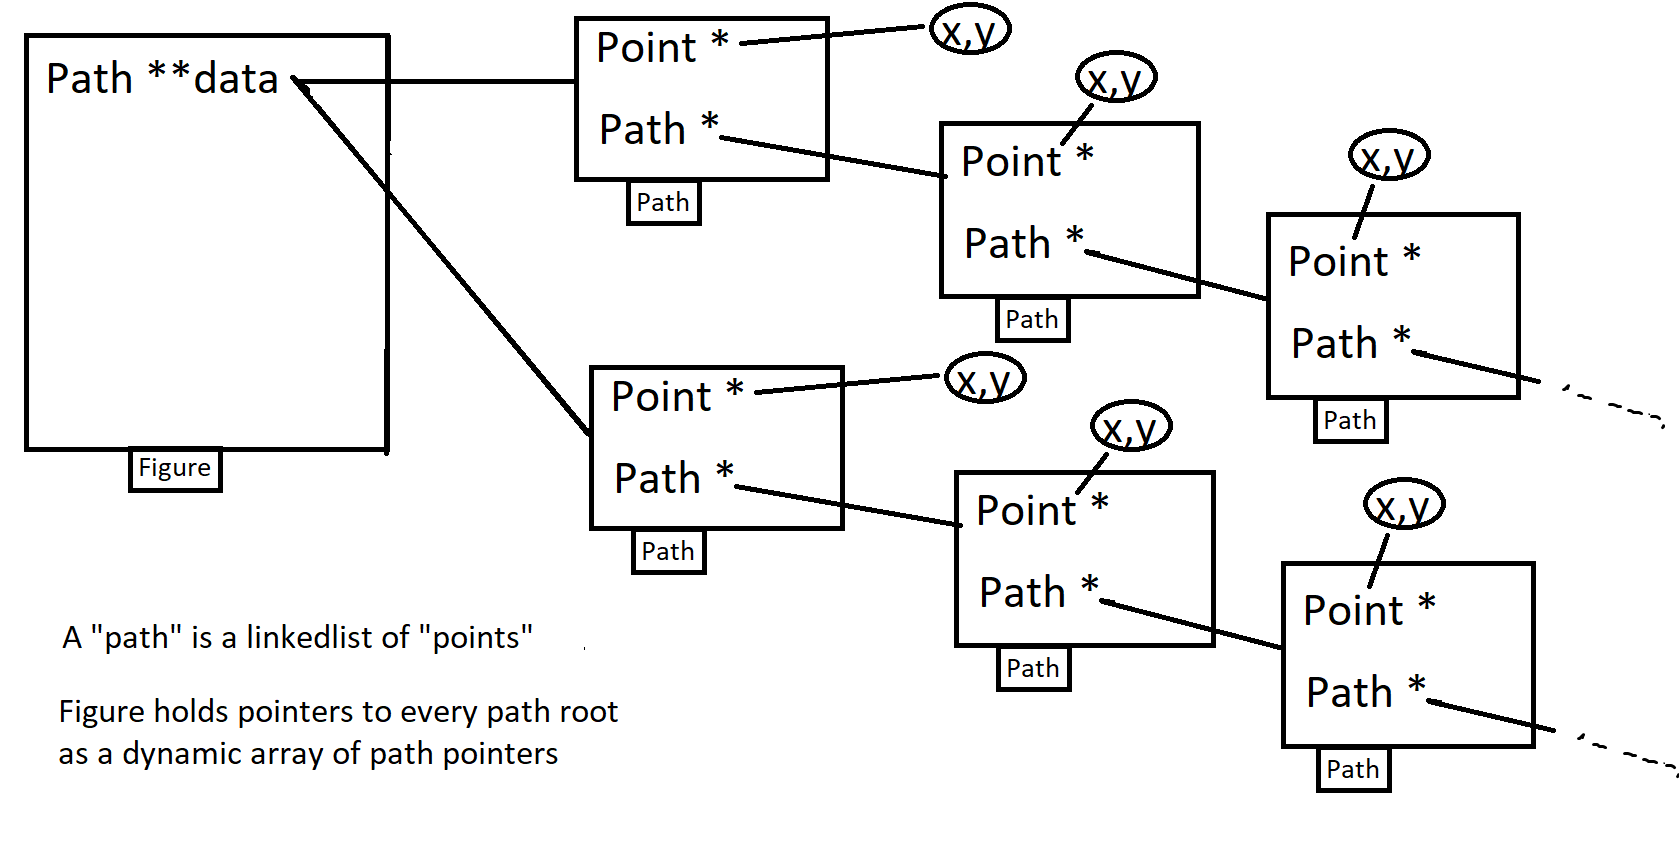 Path **data
Figure
Point *
x,y
Path *
Path
x,y
Point *
Path *
Path
x,y
Point *
Path *
Path
Point *
x,y
Path *
Path
x,y
Point *
Path *
Path
x,y
Point *
Path *
Path
A "path" is a linkedlist of "points"
Figure holds pointers to every path root
as a dynamic array of path pointers